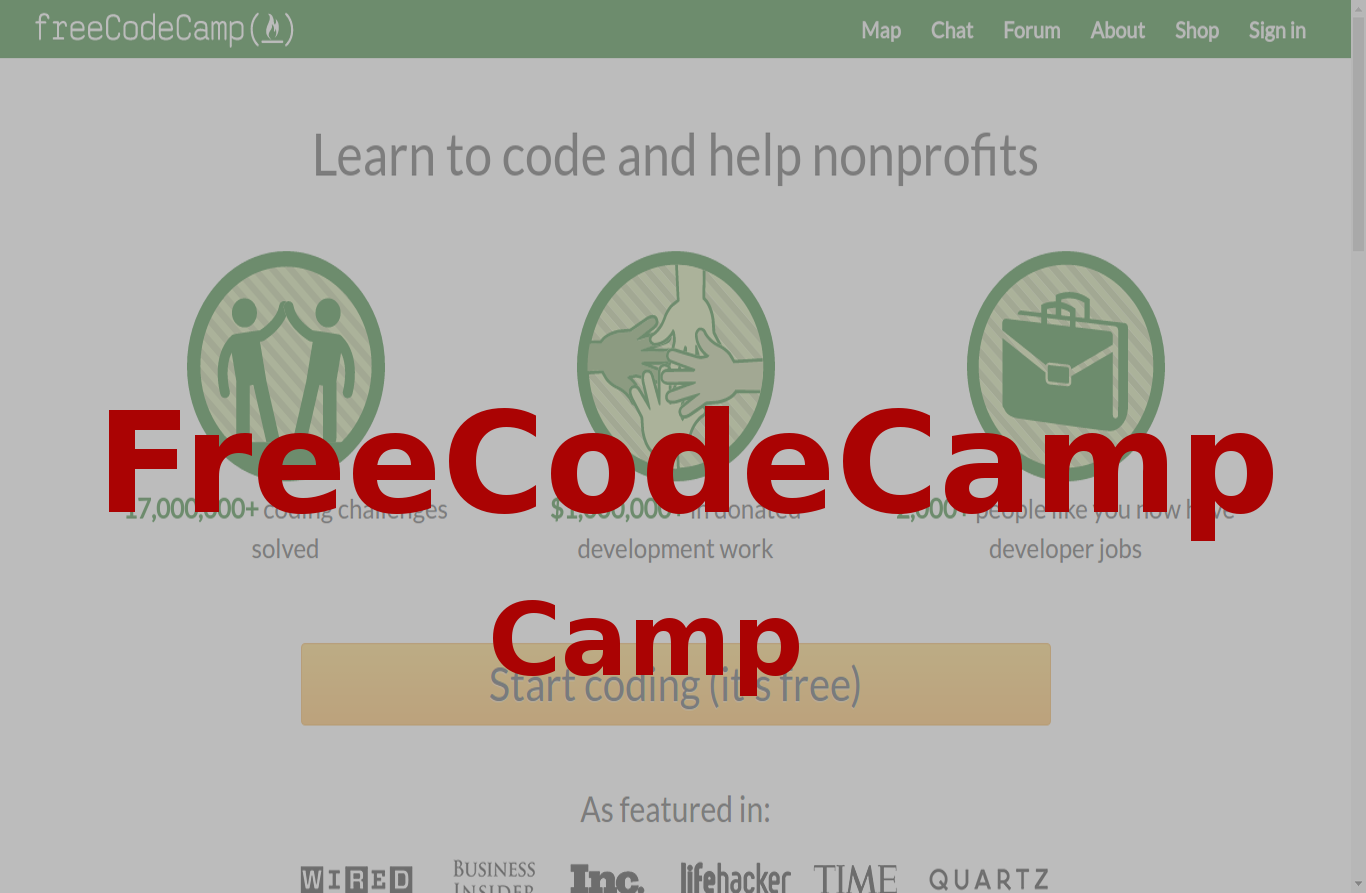 freeCodeCamp(🔥)
Map Chat Forum About Shop Sign in
Learn to code and help nonprofits
FreeCodeCamp
17,000,000+ coding challenges
solved
$1,000,000+ in donated
development work
2,000+ people like you now have
developer jobs
Camp
Start coding (it's free)
As featured in:
WIRED BUSINESS INSIDER Inc. lifehacker TIME QUARTZ